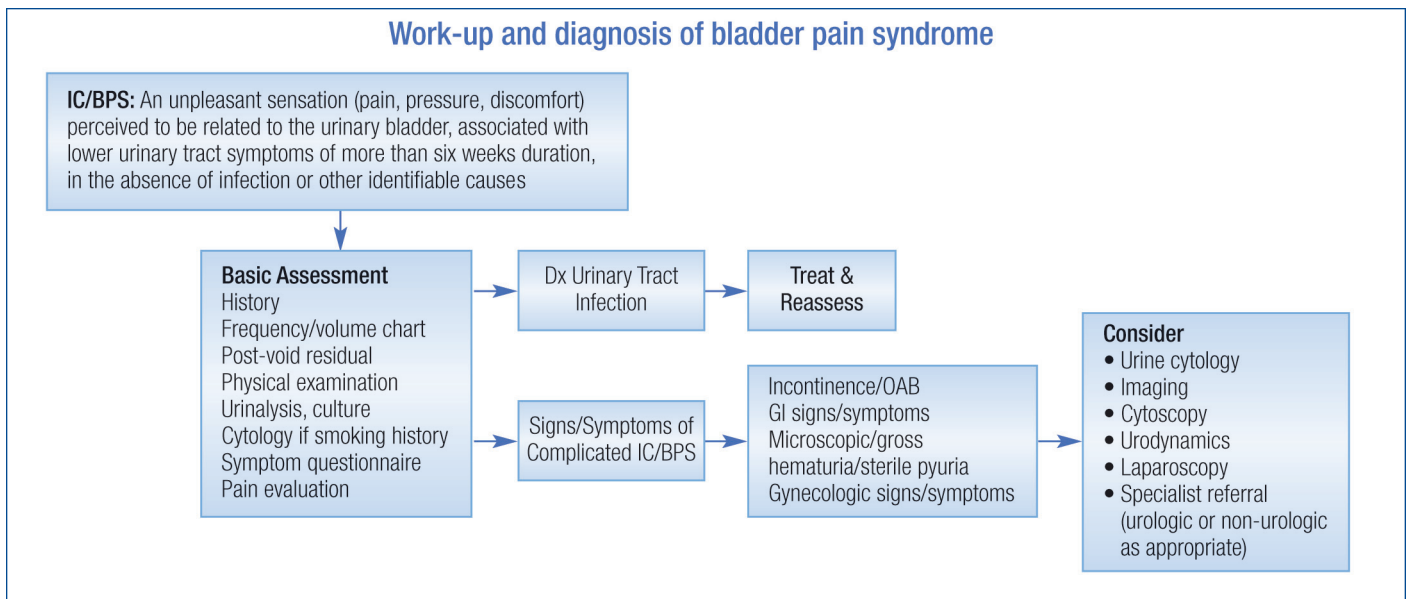 Work-up and diagnosis of bladder pain syndrome
IC/BPS: An unpleasant sensation (pain, pressure, discomfort)
perceived to be related to the urinary bladder, associated with
lower urinary tract symptoms of more than six weeks duration,
in the absence of infection or other identifiable causes
Basic Assessment
History
Frequency/volume chart
Post-void residual
Physical examination
Urinalysis, culture
Cytology if smoking history
Symptom questionnaire
Pain evaluation
Dx Urinary Tract
Infection
Treat &
Reassess
Signs/Symptoms of
Complicated IC/BPS
Incontinence/OAB
GI signs/symptoms
Microscopic/gross
hematuria/sterile pyuria
Gynecologic signs/symptoms
Consider
• Urine cytology
• Imaging
• Cytoscopy
• Urodynamics
• Laparoscopy
• Specialist referral
(urologic or non-urologic
as appropriate)